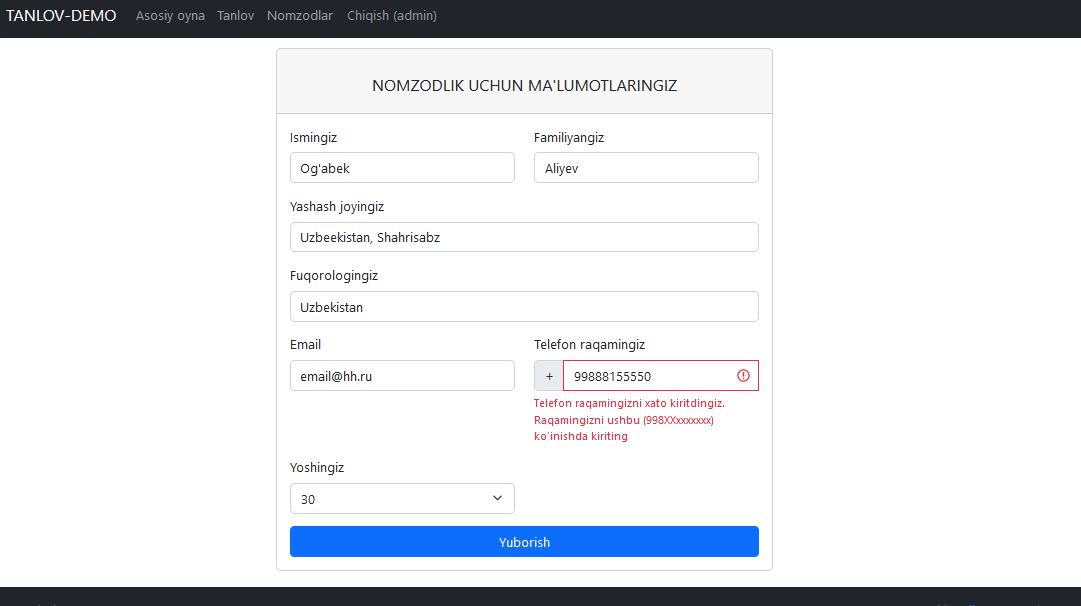 TANLOV-DEMO Asosiy oyna Tanlov Nomzodlar Chiqish (admin)
NOMZODLIK UCHUN MA'LUMOTLARINGIZ
Ismingiz Familiyangiz
Og'abek Aliyev
Yashash joyingiz
Uzbeekistan, Shahrisabz
Fuqorologingiz
Uzbekistan
Email Telefon raqamingiz
email@hh.ru + 99888155550
Telefon raqamingizni xato kiritdingiz.
Raqamingizni ushbu (998XXxxxxxxx)
ko'inishda kiriting
Yoshingiz
30
Yuborish